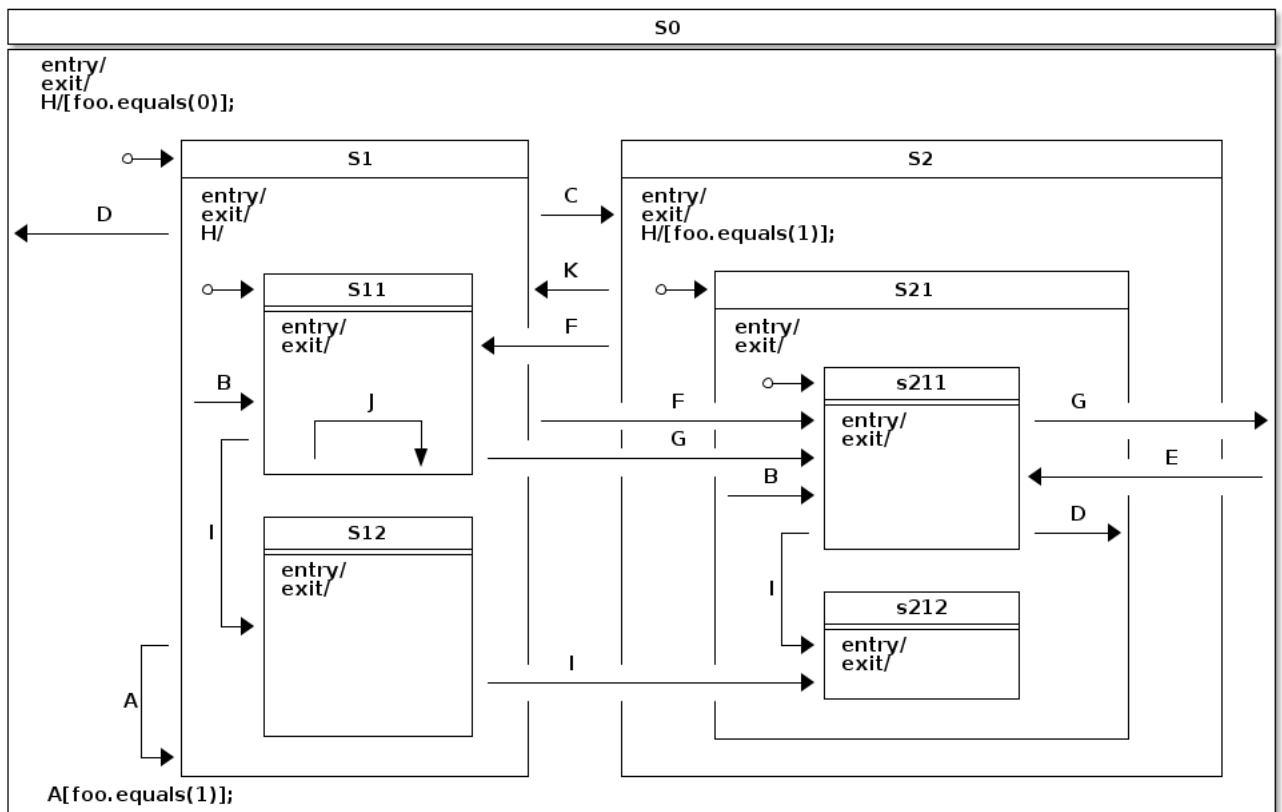 S0
entry/
exit/
H/[foo.equals(0)];
S1
S2
entry/
exit/
H/
D
C
entry/
exit/
H/[foo.equals(1)];
K
S11
S21
entry/
exit/
F
entry/
exit/
B
J
s211
F
G
entry/
exit/
G
E
B
D
I
S12
entry/
exit/
I
s212
entry/
exit/
I
A
A[foo.equals(1)];